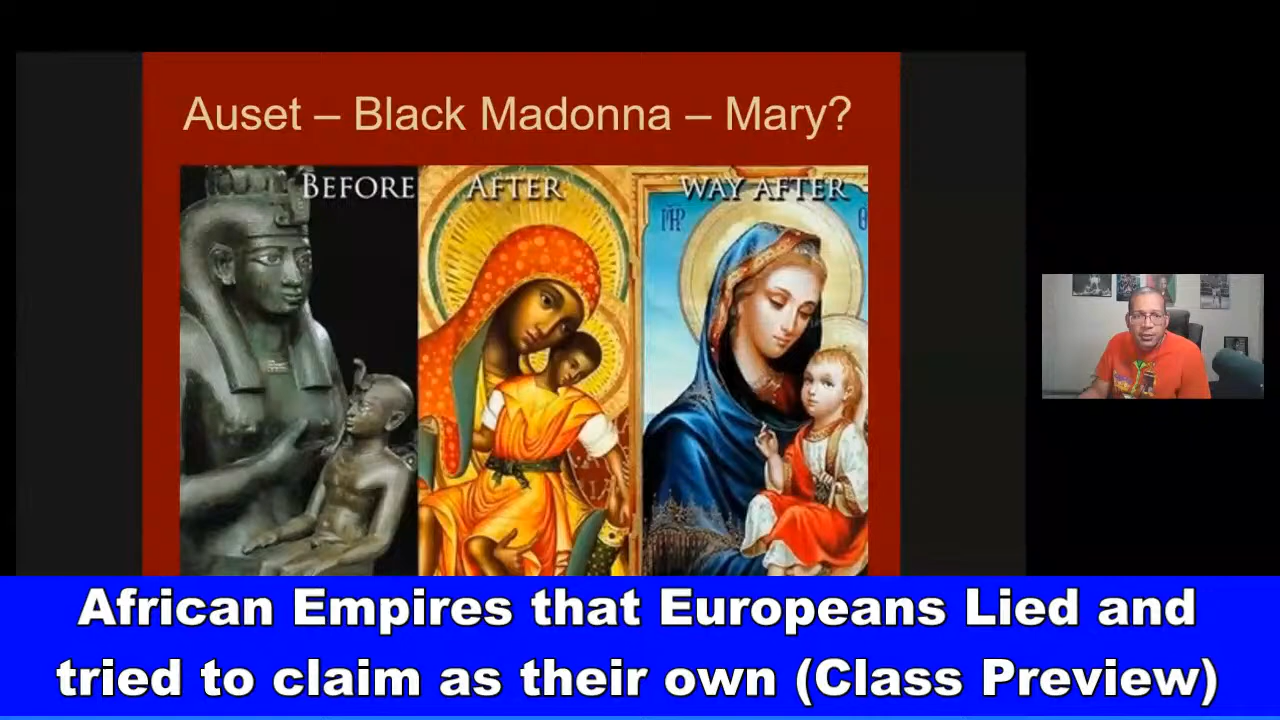 Auset – Black Madonna – Mary?
BEFORE
AFTER
WAY AFTER
African Empires that Europeans Lied and
tried to claim as their own (Class Preview)